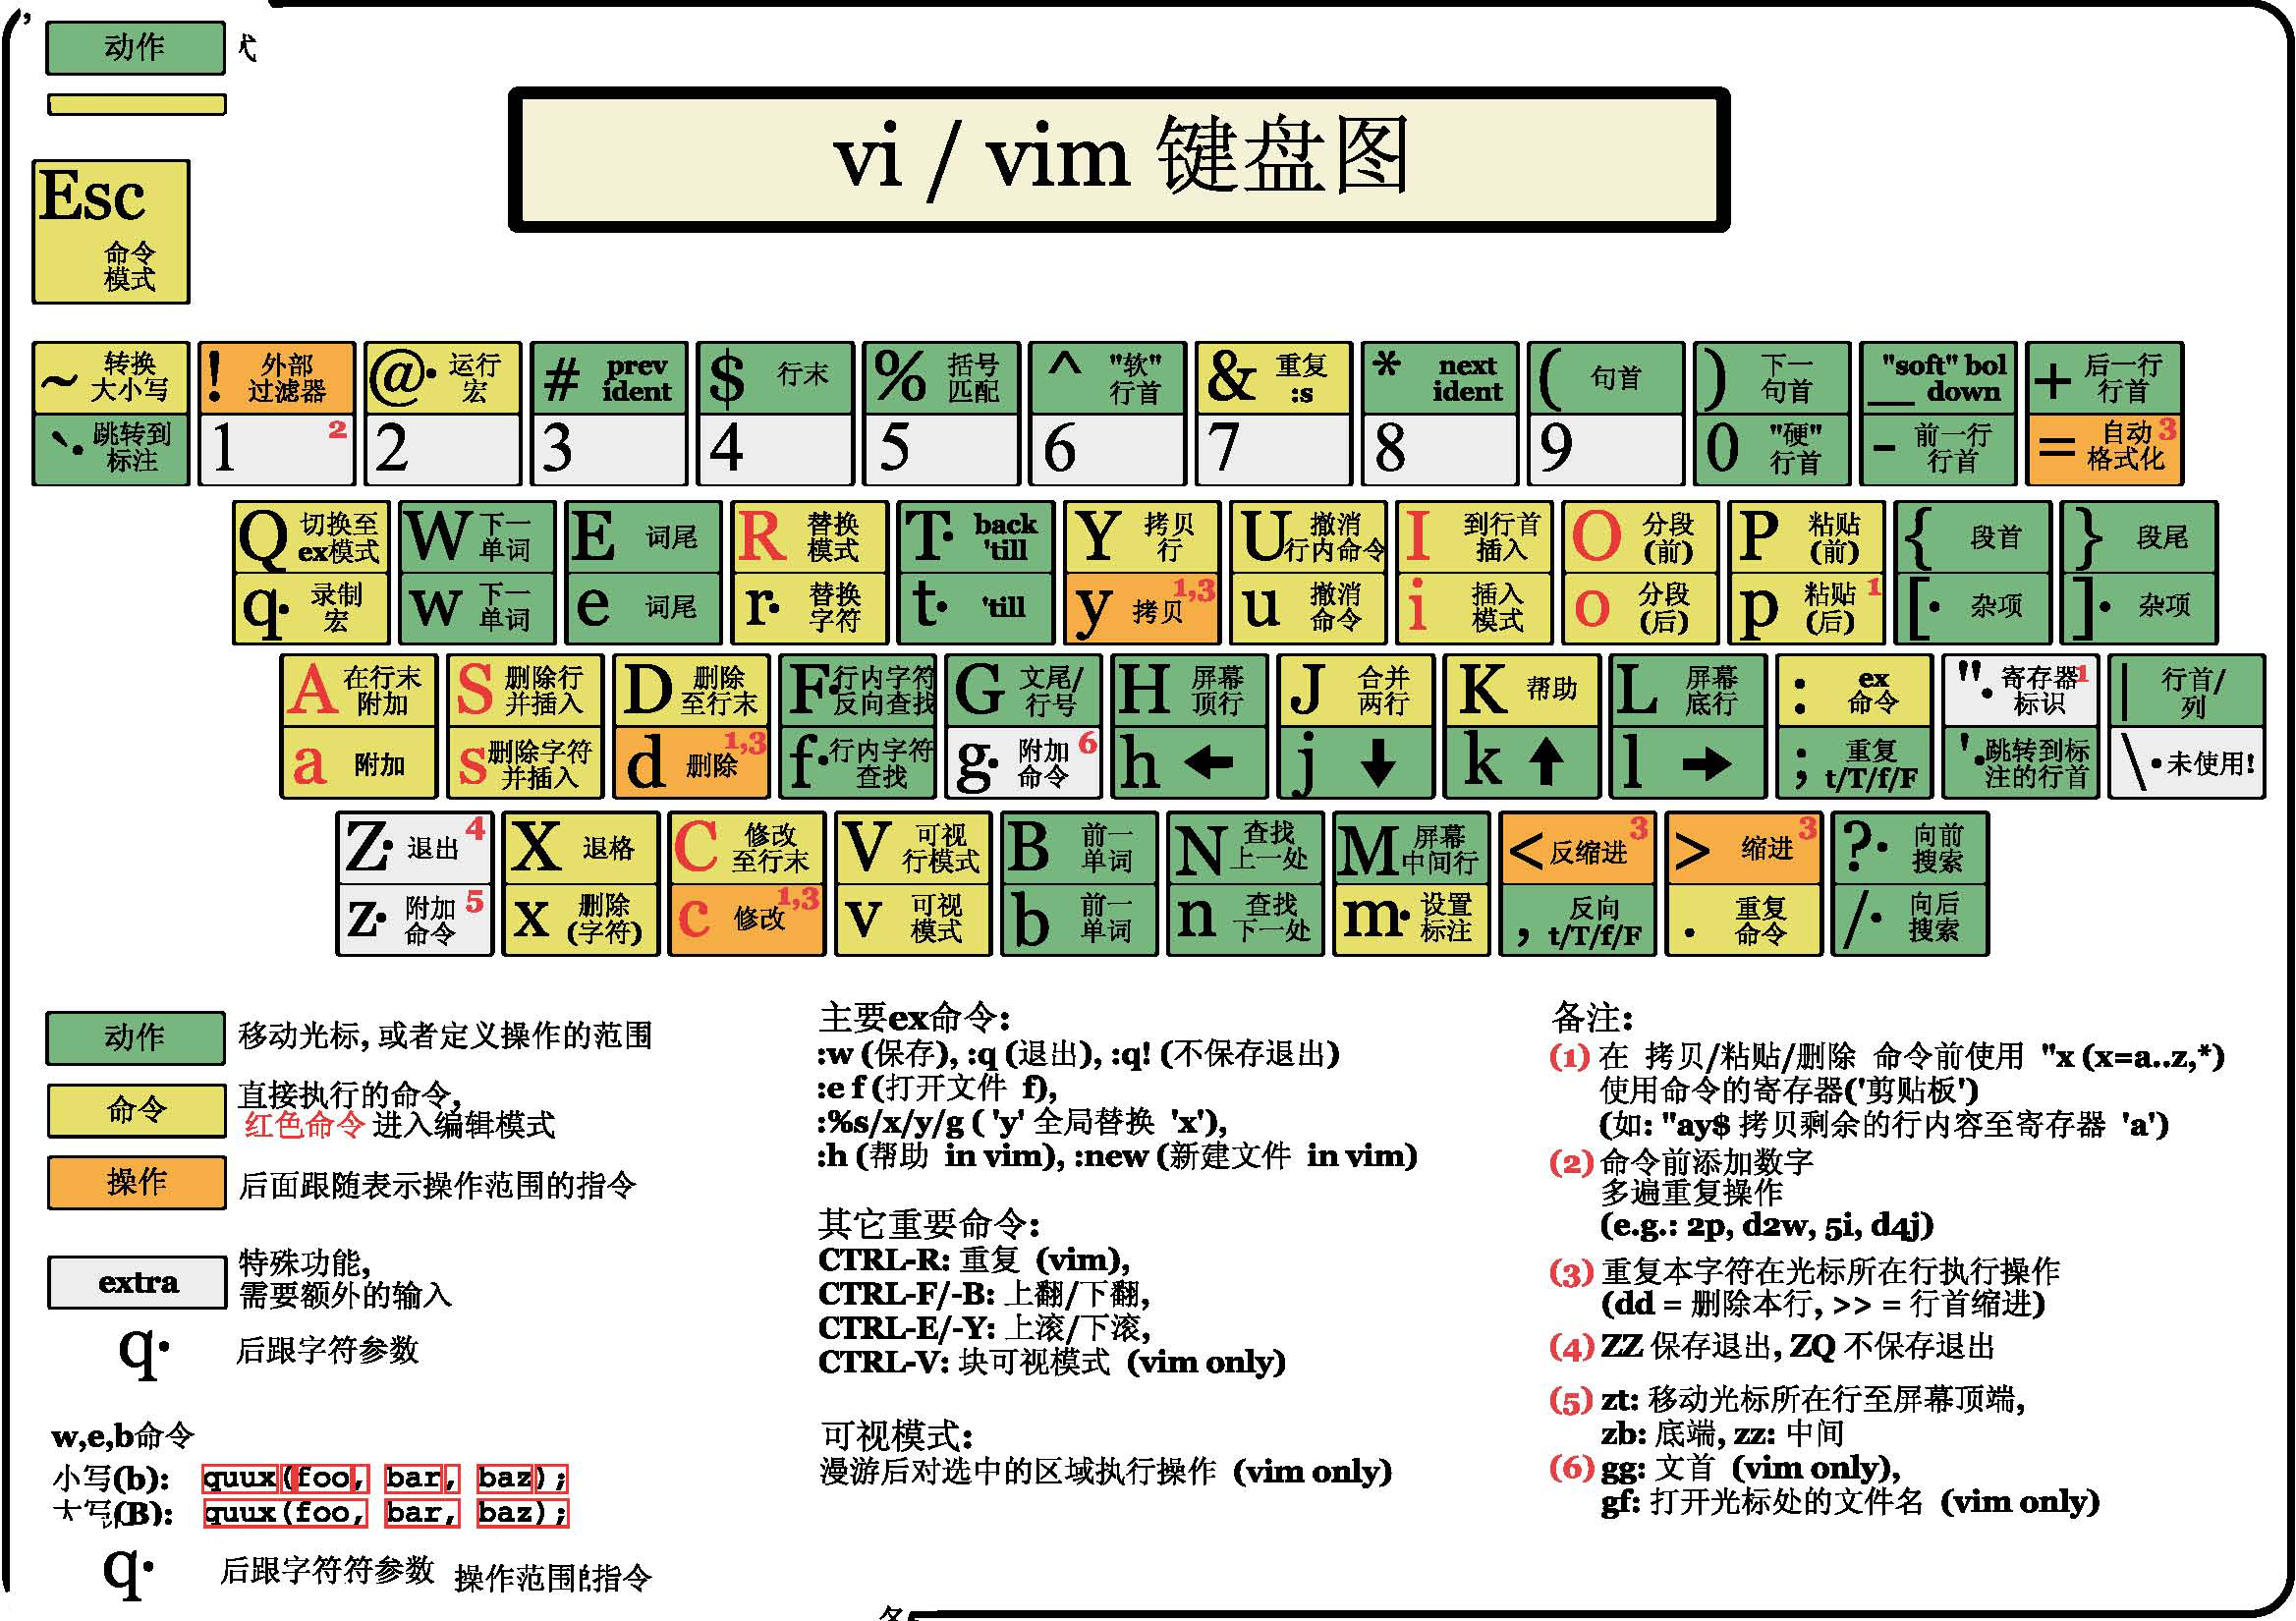 动作
vi / vim 键盘图
Esc 命令
模式
~ 转换
大小写
! 外部
过滤器
@· 运行
宏
# prev
ident
$ 行末
% 括号
匹配
^ "软"
行首
& 重复
:s
* next
ident
( 句首
) 下一
句首
"soft" bol
_ down
+ 后一行
行首
`· 跳转到
标注
1 2
2
3
4
5
6
7
8
9
0 "硬"
行首
- 前一行
行首
= 自动 3
格式化
Q 切换至
ex模式
W 下一
单词
E 词尾
R 替换
模式
T· back
'till
Y 拷贝
行
U 撤消
行内命令
I 到行首
插入
O 分段
(前)
P 粘贴
(前)
{ 段首
} 段尾
q· 录制
宏
w 下一
单词
e 词尾
r· 替换
字符
t· 'till
y 拷贝 1,3
u 撤消
命令
i 插入
模式
o 分段
(后)
p 粘贴 1
(后)
[· 杂项
]· 杂项
A 在行末
附加
S 删除行
并插入
D 删除
至行末
F· 行内字符
反向查找
G 文尾/
行号
H 屏幕
顶行
J 合并
两行
K 帮助
L 屏幕
底行
: ex
命令
"· 寄存器 1
标识
| 行首/
列
a 附加
s 删除字符
并插入
d 删除 1,3
f· 行内字符
查找
g· 附加 6
命令
h ←
j ↓
k ↑
l →
; 重复
t/T/f/F
'· 跳转到标
注的行首
\· 未使用!
Z· 退出 4
X 退格
C 修改
至行末
V 可视
行模式
B 前一
单词
N 查找
上一处
M 屏幕
中间行
< 反缩进 3
> 缩进 3
?· 向前
搜索
z· 附加 5
命令
x 删除
(字符)
c 修改 1,3
v 可视
模式
b 前一
单词
n 查找
下一处
m· 设置
标注
, 反向
t/T/f/F
. 重复
命令
/· 向后
搜索
动作 移动光标, 或者定义操作的范围
命令 直接执行的命令,
红色命令 进入编辑模式
操作 后面跟随表示操作范围的指令
extra 特殊功能,
需要额外的输入
q· 后跟字符参数
w,e,b命令
小写(b): quux(foo, bar, baz);
大写(B): quux(foo, bar, baz);
q· 后跟字符符参数 操作范围 指令
主要ex命令:
:w (保存), :q (退出), :q! (不保存退出)
:e f (打开文件 f),
:%s/x/y/g ( 'y' 全局替换 'x'),
:h (帮助 in vim), :new (新建文件 in vim)
其它重要命令:
CTRL-R: 重复 (vim),
CTRL-F/-B: 上翻/下翻,
CTRL-E/-Y: 上滚/下滚,
CTRL-V: 块可视模式 (vim only)
可视模式:
漫游后对选中的区域执行操作 (vim only)
备注:
(1) 在 拷贝/粘贴/删除 命令前使用 "x (x=a..z,*)
使用命令的寄存器('剪贴板')
(如: "ay$ 拷贝剩余的行内容至寄存器 'a')
(2) 命令前添加数字
多遍重复操作
(e.g.: 2p, d2w, 5i, d4j)
(3) 重复本字符在光标所在行执行操作
(dd = 删除本行, >> = 行首缩进)
(4) ZZ 保存退出, ZQ 不保存退出
(5) zt: 移动光标所在行至屏幕顶端,
zb: 底端, zz: 中间
(6) gg: 文首 (vim only),
gf: 打开光标处的文件名 (vim only)